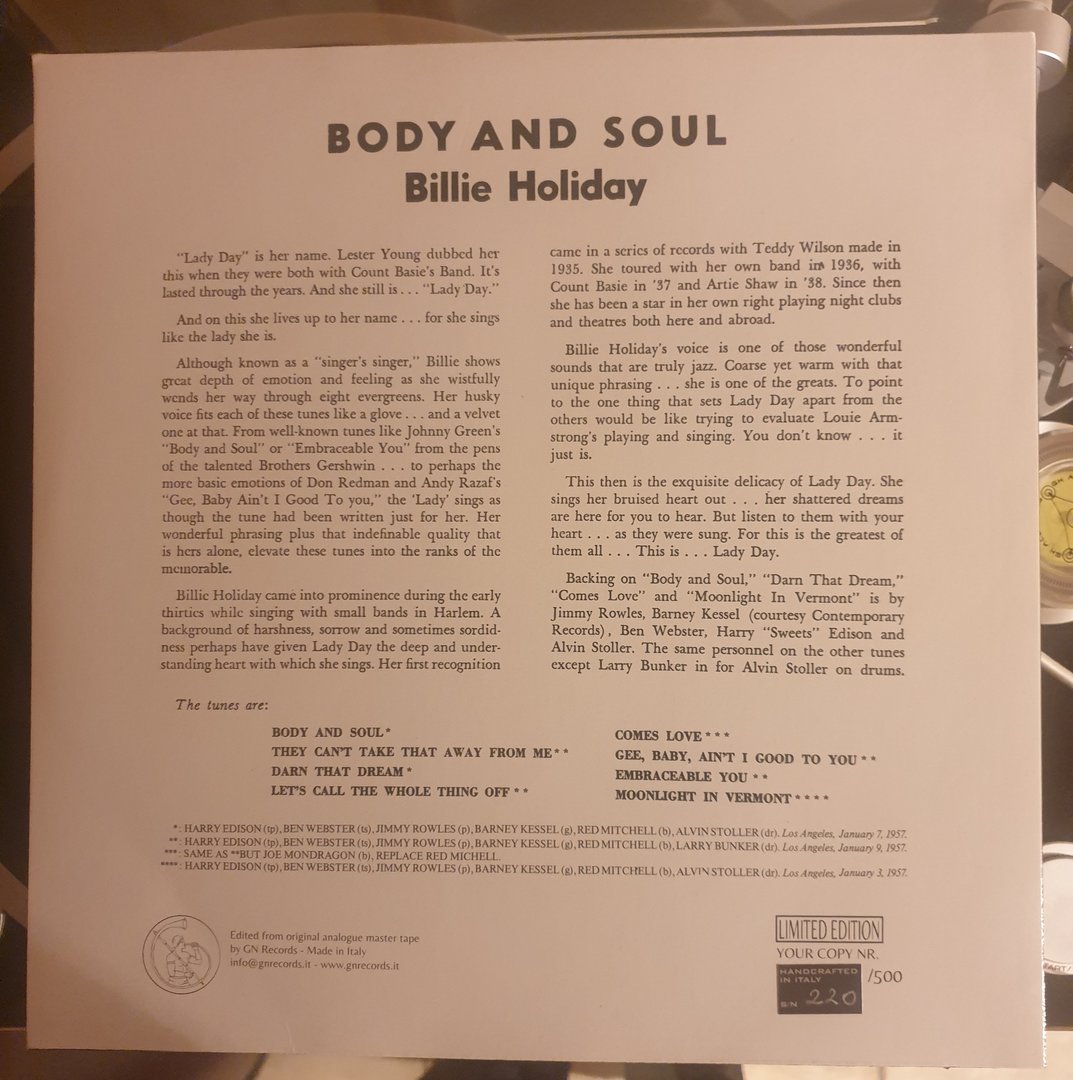 BODY AND SOUL
Billie Holiday
"Lady Day" is her name. Lester Young dubbed her
this when they were both with Count Basie's Band. It's
lasted through the years. And she still is . . . "Lady Day."
And on this she lives up to her name . . . for she sings
like the lady she is.
Although known as a "singer's singer," Billie shows
great depth of emotion and feeling as she wistfully
wends her way through eight evergreens. Her husky
voice fits each of these tunes like a glove . . . and a velvet
one at that. From well-known tunes like Johnny Green's
"Body and Soul" or "Embraceable You" from the pens
of the talented Brothers Gershwin . . . to perhaps the
more basic emotions of Don Redman and Andy Razaf's
"Gee, Baby Ain't I Good To you," the 'Lady' sings as
though the tune had been written just for her. Her
wonderful phrasing plus that indefinable quality that
is hers alone, elevate these tunes into the ranks of the
memorable.
Billie Holiday came into prominence during the early
thirties while singing with small bands in Harlem. A
background of harshness, sorrow and sometimes sordid-
ness perhaps have given Lady Day the deep and under-
standing heart with which she sings. Her first recognition
came in a series of records with Teddy Wilson made in
1935. She toured with her own band in 1936, with
Count Basie in '37 and Artie Shaw in '38. Since then
she has been a star in her own right playing night clubs
and theatres both here and abroad.
Billie Holiday's voice is one of those wonderful
sounds that are truly jazz. Coarse yet warm with that
unique phrasing . . . she is one of the greats. To point
to the one thing that sets Lady Day apart from the
others would be like trying to evaluate Louie Arm-
strong's playing and singing. You don't know . . . it
just is.
This then is the exquisite delicacy of Lady Day. She
sings her bruised heart out . . . her shattered dreams
are here for you to hear. But listen to them with your
heart . . . as they were sung. For this is the greatest of
them all . . . This is . . . Lady Day.
Backing on "Body and Soul," "Darn That Dream,"
"Comes Love" and "Moonlight In Vermont" is by
Jimmy Rowles, Barney Kessel (courtesy Contemporary
Records), Ben Webster, Harry "Sweets" Edison and
Alvin Stoller. The same personnel on the other tunes
except Larry Bunker in for Alvin Stoller on drums.
The tunes are:
BODY AND SOUL*
THEY CAN'T TAKE THAT AWAY FROM ME**
DARN THAT DREAM*
LET'S CALL THE WHOLE THING OFF**
COMES LOVE***
GEE, BABY, AIN'T I GOOD TO YOU**
EMBRACEABLE YOU **
MOONLIGHT IN VERMONT****
*: HARRY EDISON (tp), BEN WEBSTER (ts), JIMMY ROWLES (p), BARNEY KESSEL (g), RED MITCHELL (b), ALVIN STOLLER (dr). Los Angeles, January 7, 1957.
**: HARRY EDISON (tp), BEN WEBSTER (ts), JIMMY ROWLES (p), BARNEY KESSEL (g), RED MITCHELL (b), LARRY BUNKER (dr). Los Angeles, January 9, 1957.
***: SAME AS **BUT JOE MONDRAGON (b), REPLACE RED MICHELL.
****: HARRY EDISON (tp), BEN WEBSTER (ts), JIMMY ROWLES (p), BARNEY KESSEL (g), RED MITCHELL (b), ALVIN STOLLER (dr). Los Angeles, January 3, 1957.
Edited from original analogue master tape
by GN Records - Made in Italy
info@gnrecords.it - www.gnrecords.it
LIMITED EDITION
YOUR COPY NR.
HANDCRAFTED
IN ITALY
S/N 220
/500